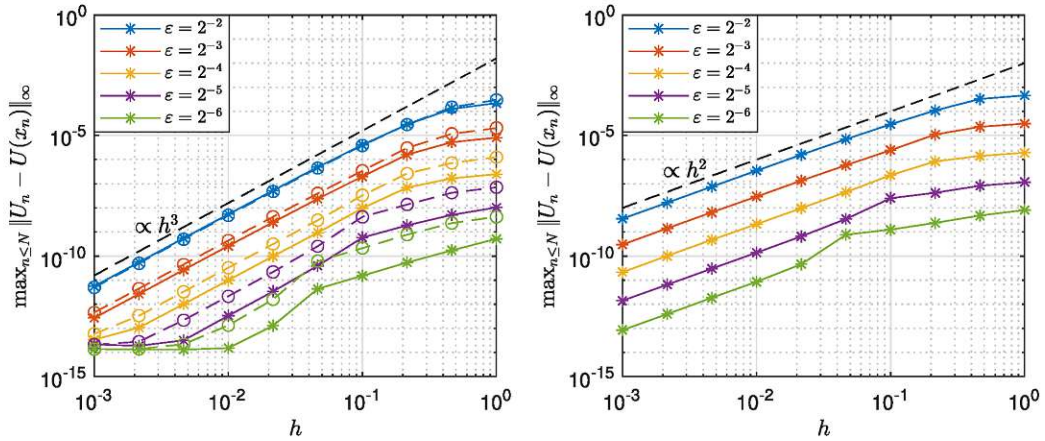 10^0
10^-5
10^-10
10^-15
max_{n≤N} ‖U_n − U(x_n)‖_∞
ε = 2^-2
ε = 2^-3
ε = 2^-4
ε = 2^-5
ε = 2^-6
∝ h^3
10^-3
10^-2
10^-1
10^0
h
10^0
10^-5
10^-10
10^-15
max_{n≤N} ‖U_n − U(x_n)‖_∞
ε = 2^-2
ε = 2^-3
ε = 2^-4
ε = 2^-5
ε = 2^-6
∝ h^2
10^-3
10^-2
10^-1
10^0
h